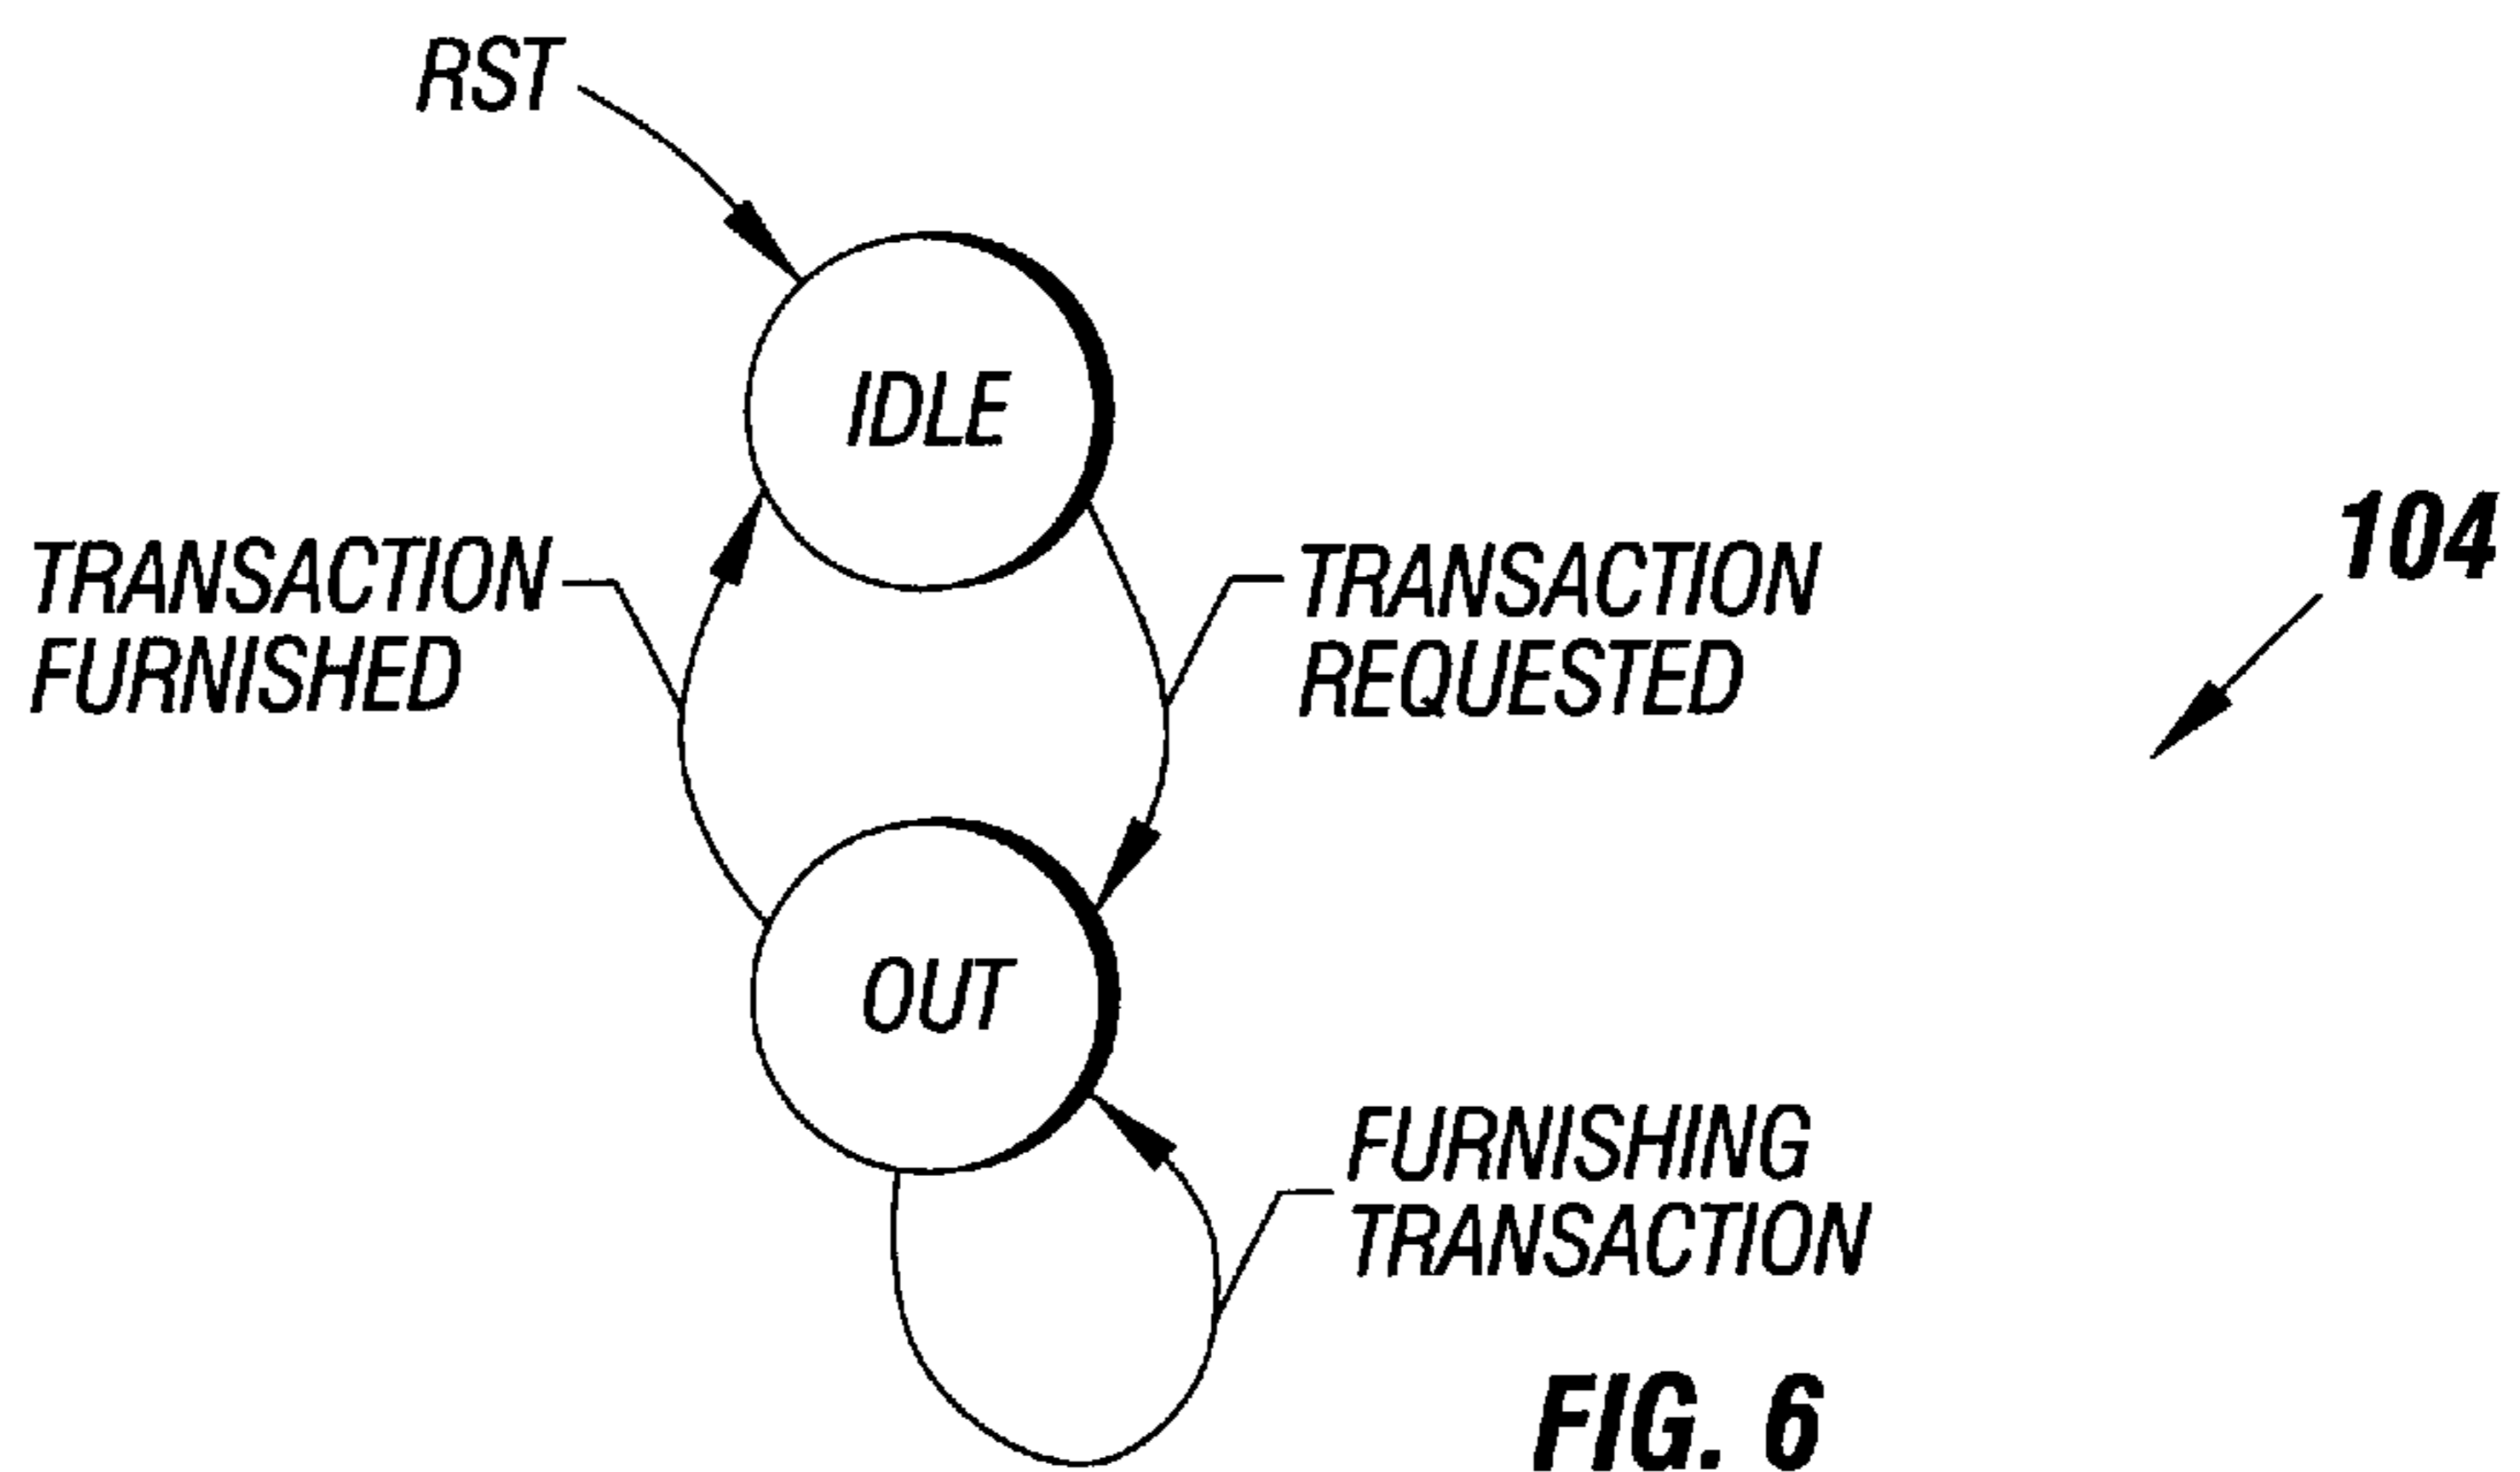 RST
IDLE
TRANSACTION
FURNISHED
TRANSACTION
REQUESTED
104
OUT
FURNISHING
TRANSACTION
FIG. 6